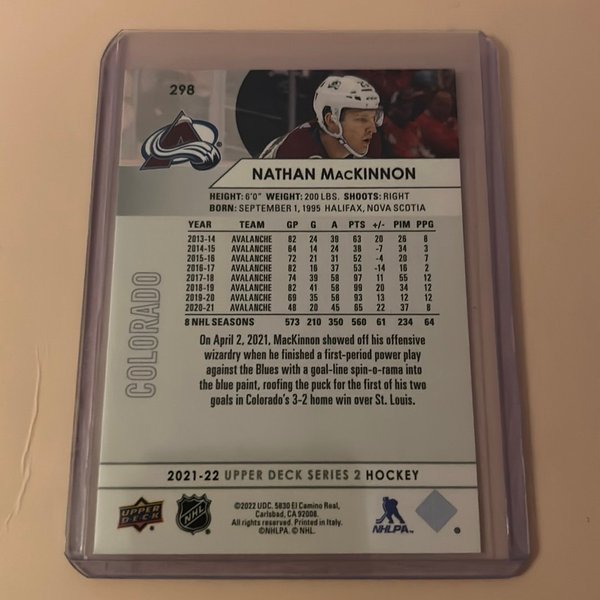 298
NATHAN MACKINNON
HEIGHT: 6'0" WEIGHT: 200 LBS. SHOOTS: RIGHT
BORN: SEPTEMBER 1, 1995 HALIFAX, NOVA SCOTIA
YEAR TEAM GP G A PTS +/- PIM PPG
2013-14 AVALANCHE 82 24 39 63 20 26 8
2014-15 AVALANCHE 64 14 24 38 -7 34 3
2015-16 AVALANCHE 72 21 31 52 -4 20 7
2016-17 AVALANCHE 82 16 37 53 -14 16 2
2017-18 AVALANCHE 74 39 58 97 11 55 12
2018-19 AVALANCHE 82 41 58 99 20 34 12
2019-20 AVALANCHE 69 35 58 93 13 12 12
2020-21 AVALANCHE 48 20 45 65 22 37 8
8 NHL SEASONS 573 210 350 560 61 234 64
COLORADO
On April 2, 2021, MacKinnon showed off his offensive
wizardry when he finished a first-period power play
against the Blues with a goal-line spin-o-rama into
the blue paint, roofing the puck for the first of his two
goals in Colorado's 3-2 home win over St. Louis.
2021-22 UPPER DECK SERIES 2 HOCKEY
UPPER DECK
NHL
©2022 UDC. 5830 El Camino Real,
Carlsbad, CA 92008.
All rights reserved. Printed in Italy.
©NHLPA. © NHL.
NHLPA